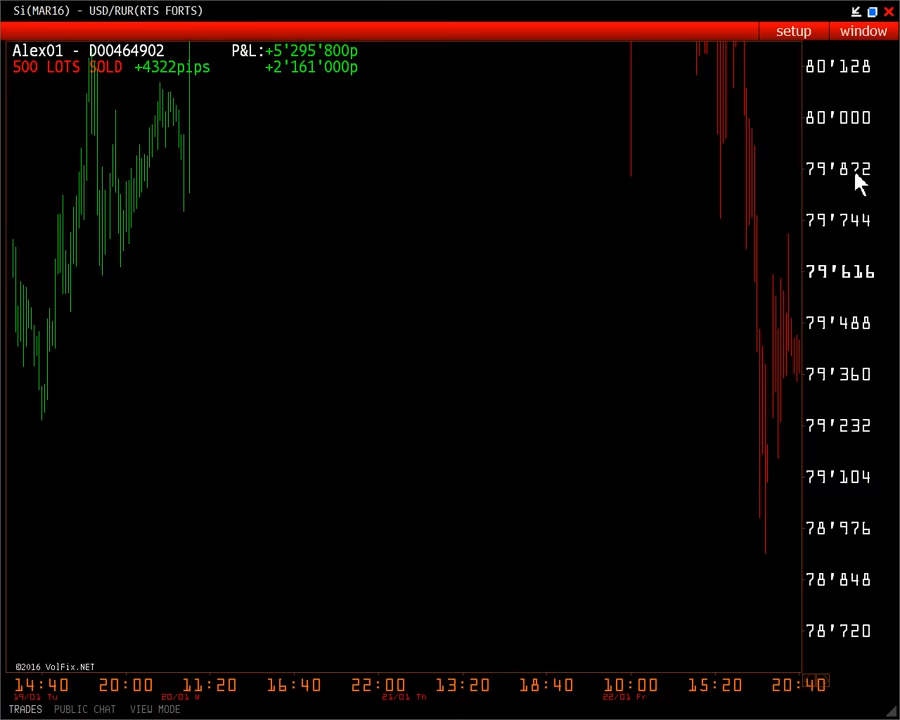 Si(MAR16) - USD/RUR(RTS FORTS)
setup window
Alex01 - D00464902 P&L:+5'295'800p
500 LOTS SOLD +4322pips +2'161'000p
80'128
80'000
79'872
79'744
79'616
79'488
79'360
79'232
79'104
78'976
78'848
78'720
©2016 VolFix.NET
14:40 20:00 11:20 16:40 22:00 13:20 18:40 10:00 15:20 20:40
19/01 Tu 20/01 W 21/01 Th 22/01 Fr
TRADES PUBLIC CHAT VIEW MODE